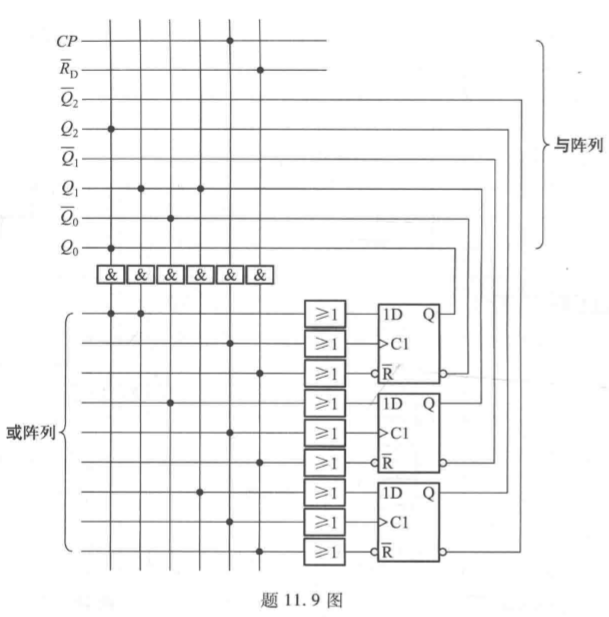 CP
R̅D
Q̅2
Q2
Q̅1
Q1
Q̅0
Q0
与阵列
& & & & & &
≥1 1D Q
≥1 >C1
≥1 R̅
≥1 1D Q
或阵列
≥1 >C1
≥1 R̅
≥1 1D Q
≥1 >C1
≥1 R̅
题 11.9 图